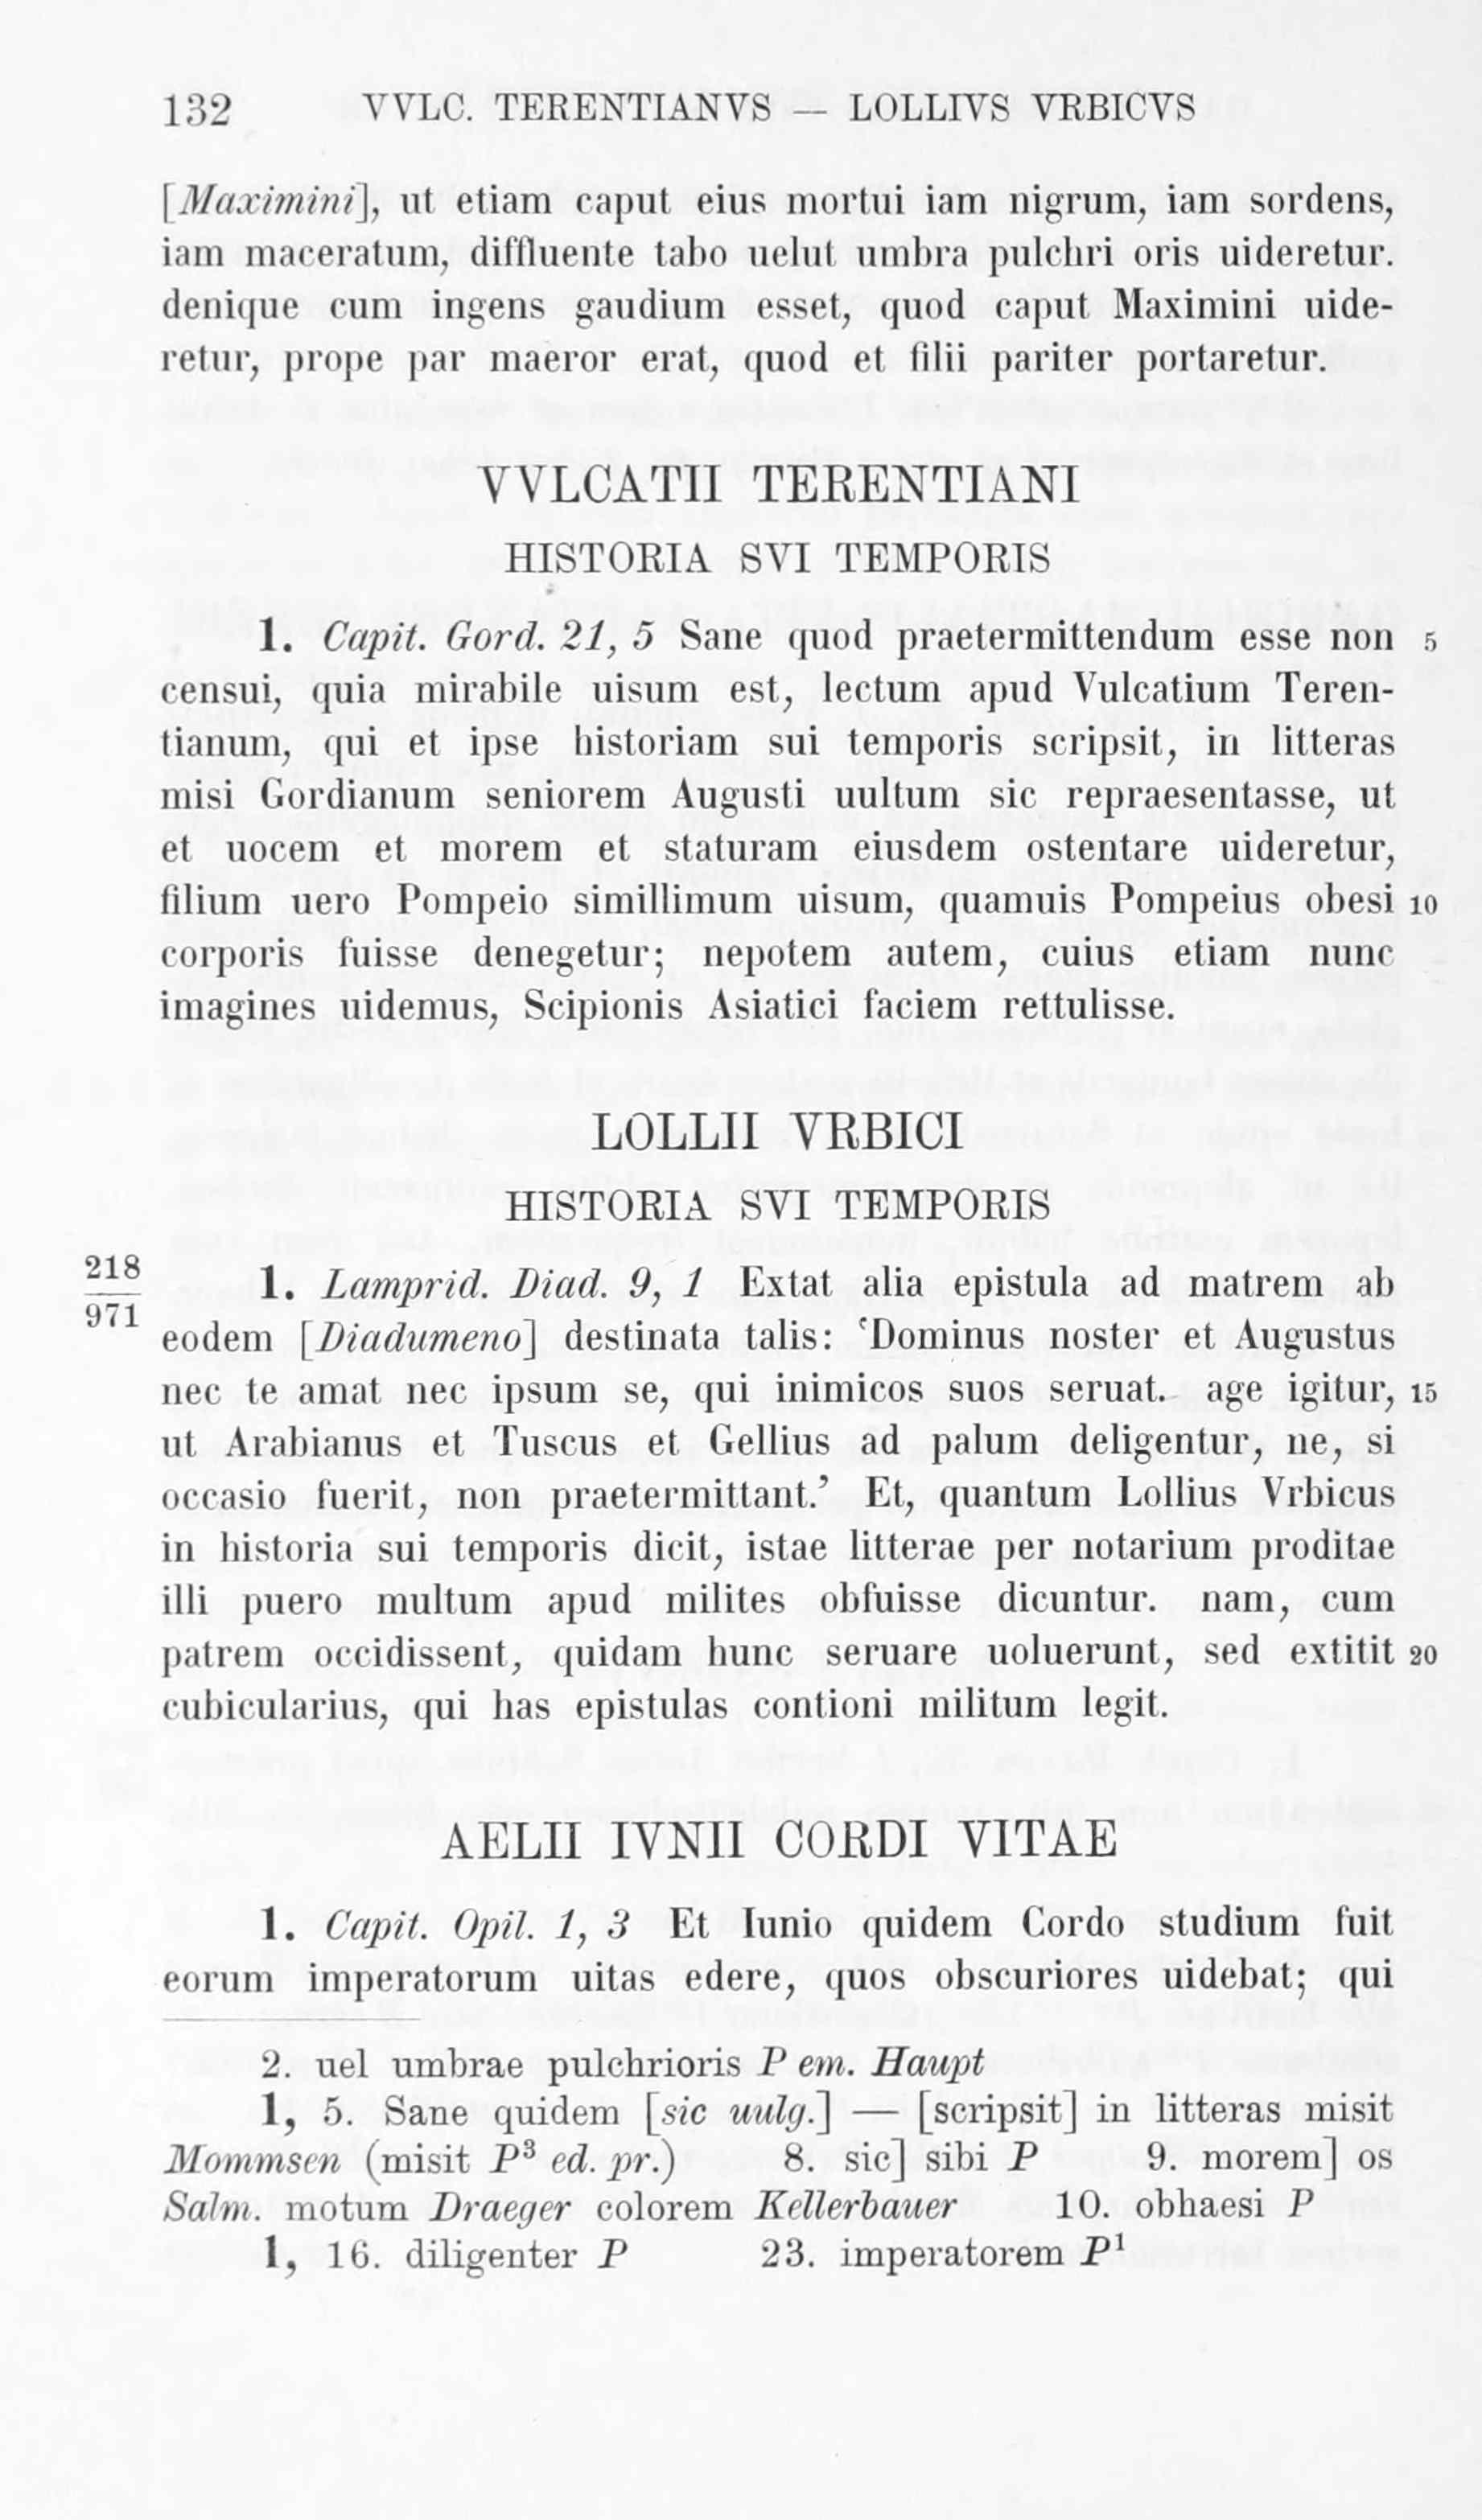 132 VVLC. TERENTIANVS — LOLLIVS VRBICVS
[Maximini], ut etiam caput eius mortui iam nigrum, iam sordens,
iam maceratum, diffluente tabo uelut umbra pulchri oris uideretur.
denique cum ingens gaudium esset, quod caput Maximini uide-
retur, prope par maeror erat, quod et filii pariter portaretur.
VVLCATII TERENTIANI
HISTORIA SVI TEMPORIS
1. Capit. Gord. 21, 5 Sane quod praetermittendum esse non 5
censui, quia mirabile uisum est, lectum apud Vulcatium Teren-
tianum, qui et ipse historiam sui temporis scripsit, in litteras
misi Gordianum seniorem Augusti uultum sic repraesentasse, ut
et uocem et morem et staturam eiusdem ostentare uideretur,
filium uero Pompeio simillimum uisum, quamuis Pompeius obesi 10
corporis fuisse denegetur; nepotem autem, cuius etiam nunc
imagines uidemus, Scipionis Asiatici faciem rettulisse.
LOLLII VRBICI
HISTORIA SVI TEMPORIS
218
971
1. Lamprid. Diad. 9, 1 Extat alia epistula ad matrem ab
eodem [Diadumeno] destinata talis: ‘Dominus noster et Augustus
nec te amat nec ipsum se, qui inimicos suos seruat. age igitur, 15
ut Arabianus et Tuscus et Gellius ad palum deligentur, ne, si
occasio fuerit, non praetermittant.’ Et, quantum Lollius Vrbicus
in historia sui temporis dicit, istae litterae per notarium proditae
illi puero multum apud milites obfuisse dicuntur. nam, cum
patrem occidissent, quidam hunc seruare uoluerunt, sed extitit 20
cubicularius, qui has epistulas contioni militum legit.
AELII IVNII CORDI VITAE
1. Capit. Opil. 1, 3 Et Iunio quidem Cordo studium fuit
eorum imperatorum uitas edere, quos obscuriores uidebat; qui
2. uel umbrae pulchrioris P em. Haupt
1, 5. Sane quidem [sic uulg.] — [scripsit] in litteras misit
Mommsen (misit P³ ed. pr.) 8. sic] sibi P 9. morem] os
Salm. motum Draeger colorem Kellerbauer 10. obhaesi P
1, 16. diligenter P 23. imperatorem P¹